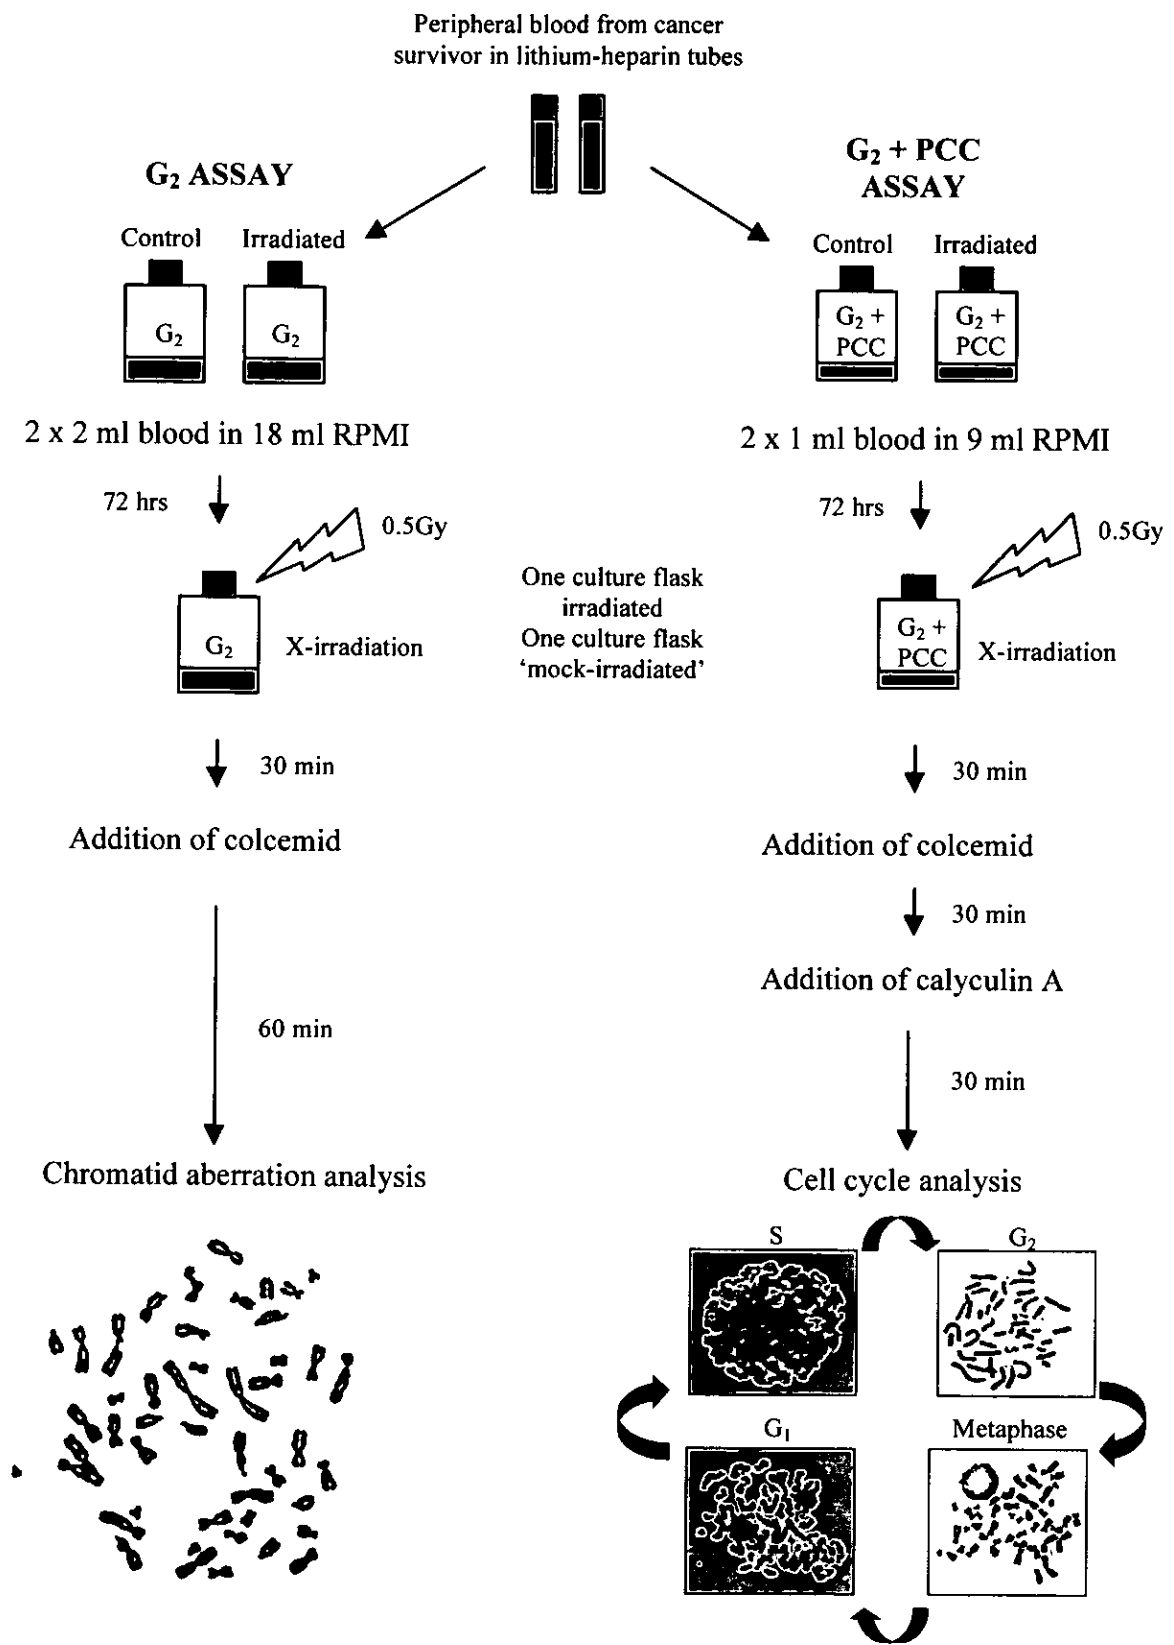 Peripheral blood from cancer
survivor in lithium-heparin tubes
G₂ ASSAY
Control Irradiated
G₂ G₂
2 x 2 ml blood in 18 ml RPMI
72 hrs
0.5Gy
G₂
X-irradiation
30 min
Addition of colcemid
60 min
Chromatid aberration analysis
One culture flask
irradiated
One culture flask
‘mock-irradiated’
G₂ + PCC
ASSAY
Control Irradiated
G₂ + G₂ +
PCC PCC
2 x 1 ml blood in 9 ml RPMI
72 hrs
0.5Gy
G₂ +
PCC
X-irradiation
30 min
Addition of colcemid
30 min
Addition of calyculin A
30 min
Cell cycle analysis
S G₂
G₁ Metaphase